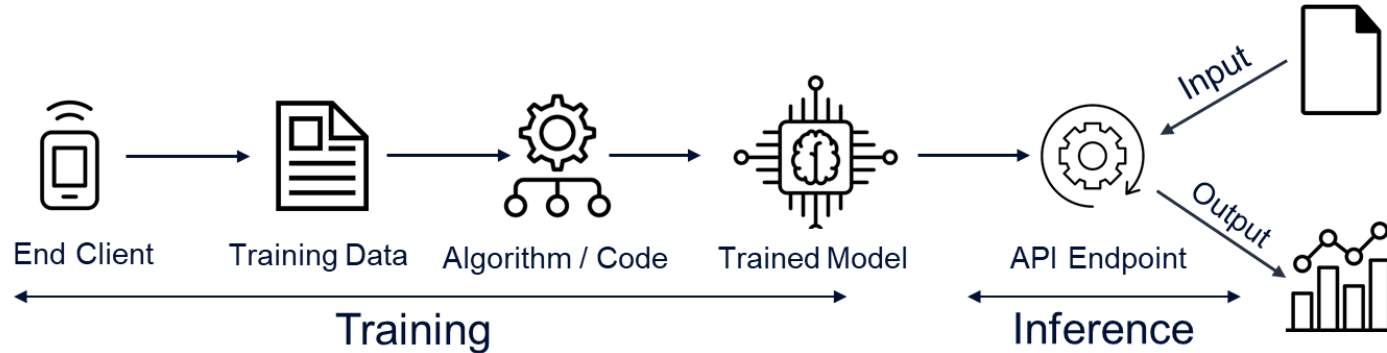 Input
Output
End Client
Training Data
Algorithm / Code
Trained Model
API Endpoint
Training
Inference